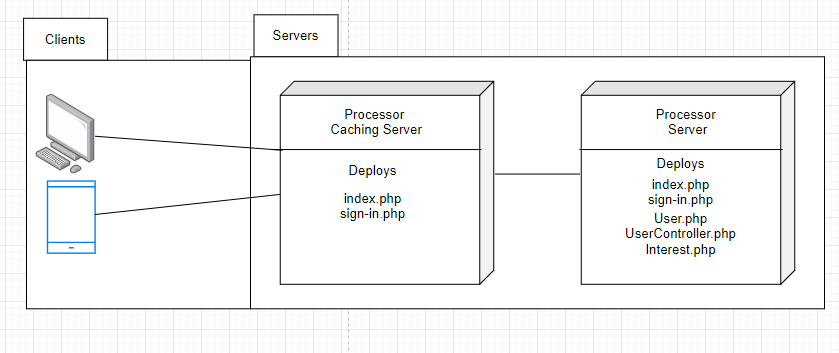 Clients
Servers
Processor
Caching Server
Deploys
index.php
sign-in.php
Processor
Server
Deploys
index.php
sign-in.php
User.php
UserController.php
Interest.php